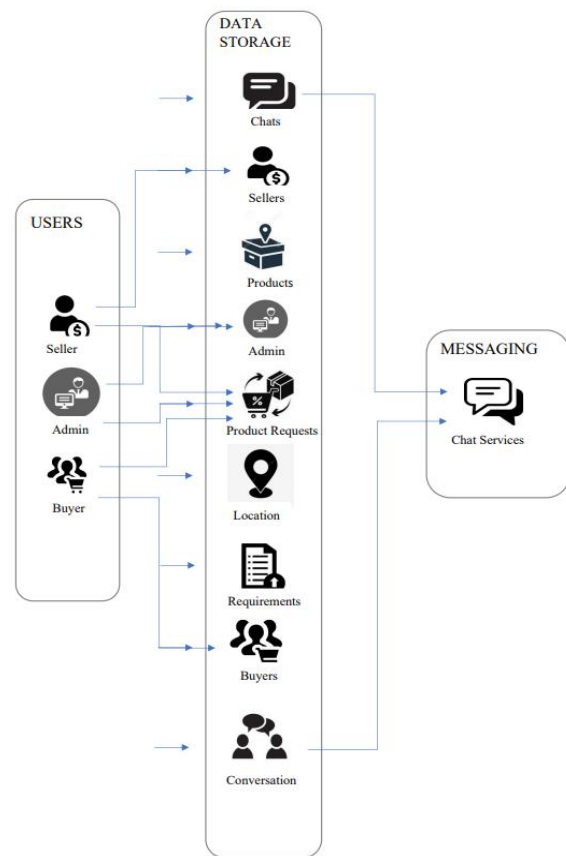 DATA
STORAGE
Chats
Sellers
Products
Admin
Product Requests
Location
Requirements
Buyers
Conversation
USERS
Seller
Admin
Buyer
MESSAGING
Chat Services